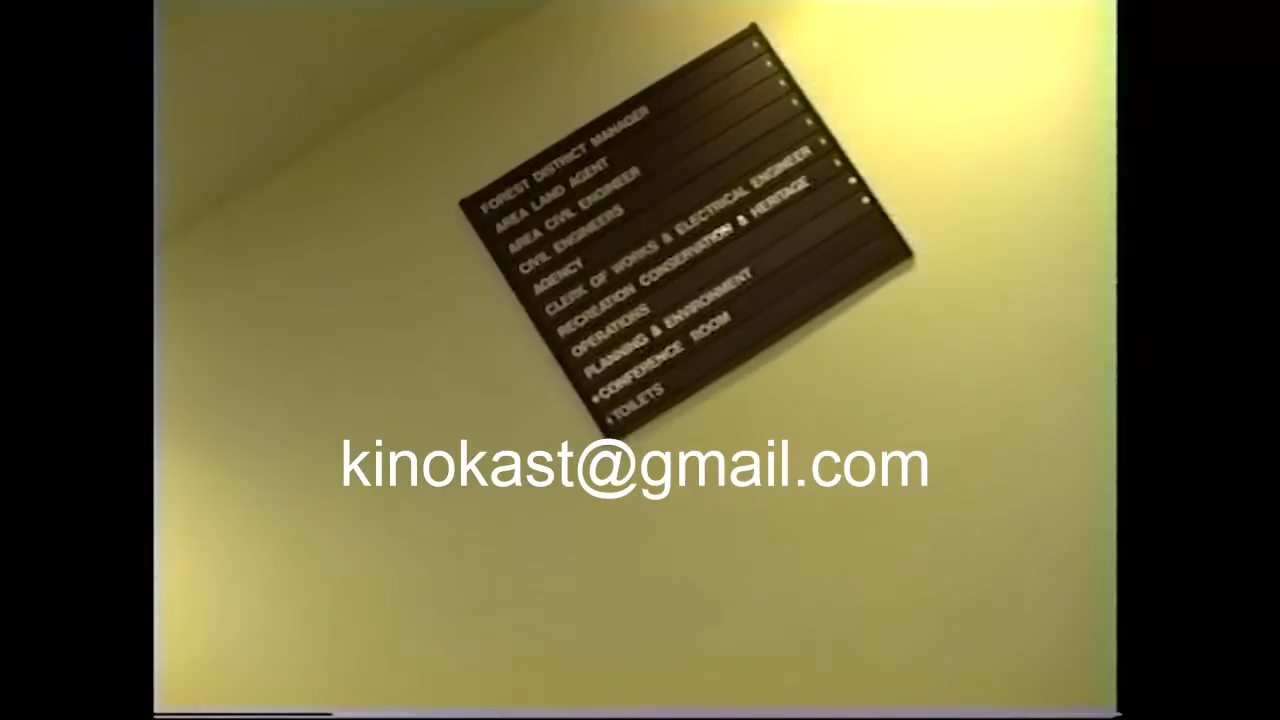 FOREST DISTRICT MANAGER
AREA LAND AGENT
AREA CIVIL ENGINEER
CIVIL ENGINEERS
AGENCY
CLERK OF WORKS & ELECTRICAL ENGINEER
RECREATION CONSERVATION & HERITAGE
OPERATIONS
PLANNING & ENVIRONMENT
CONFERENCE ROOM
TOILETS
kinokast@gmail.com